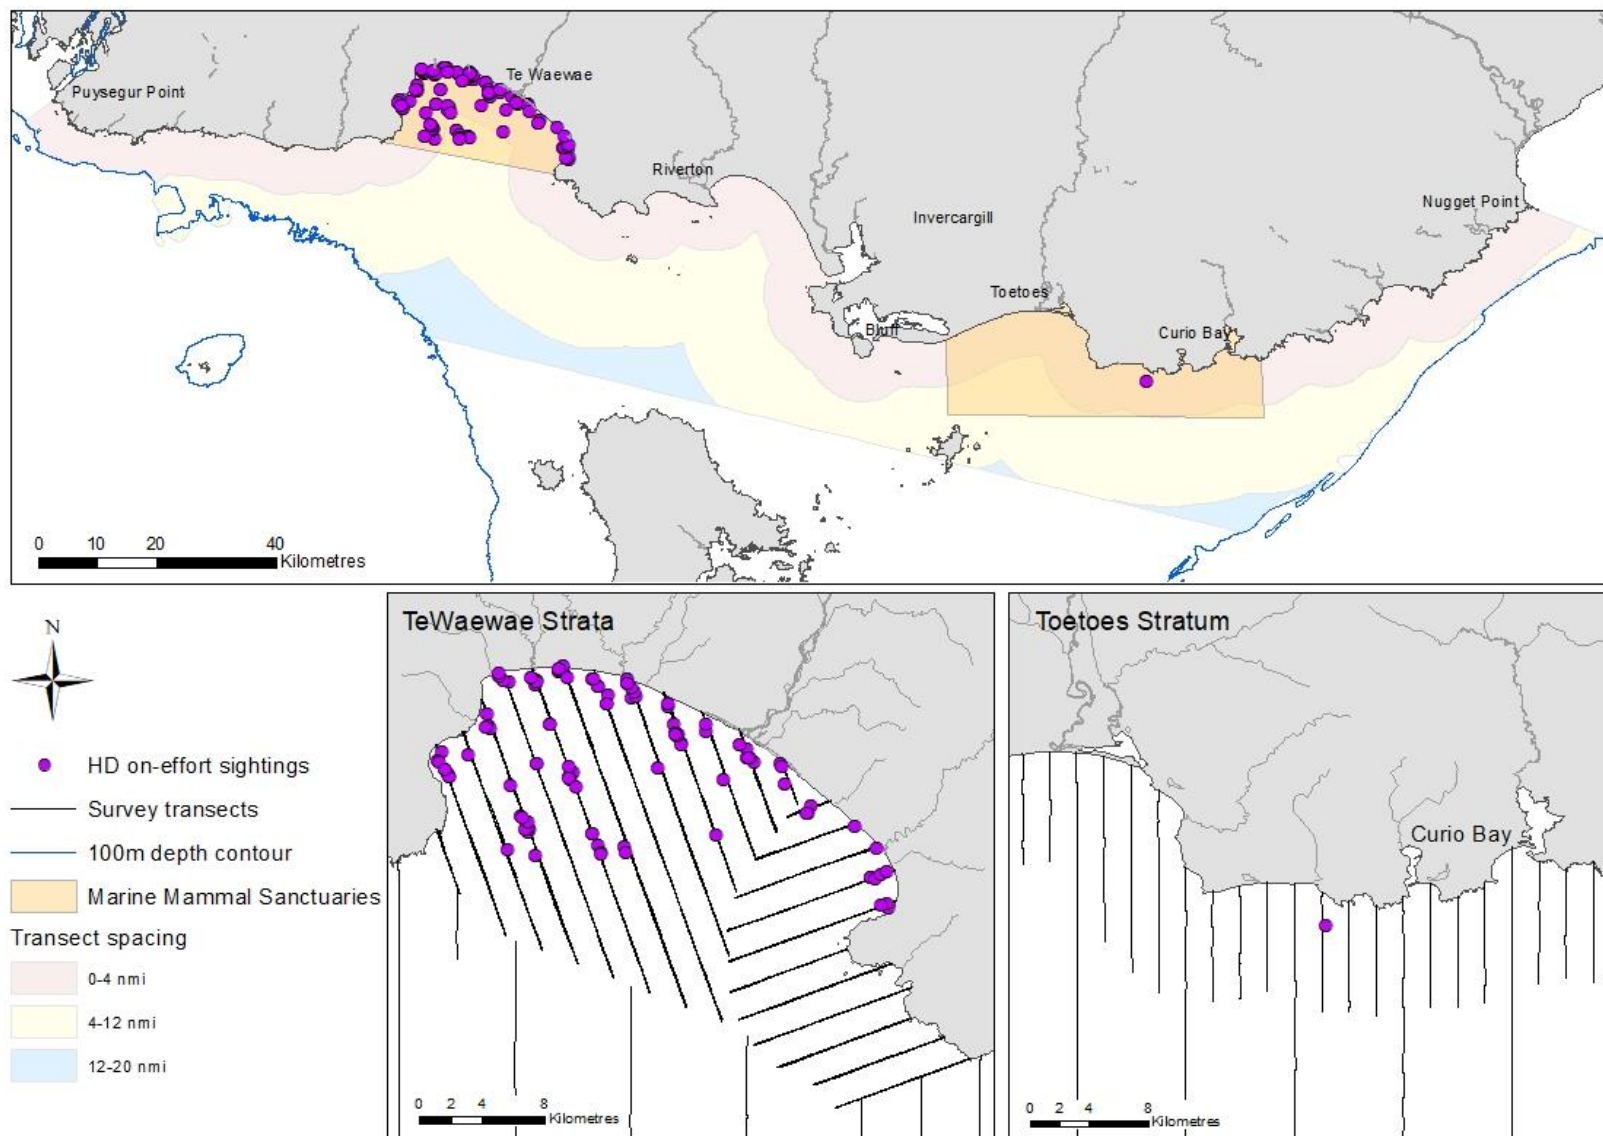 Puysegur Point
Te Waewae
Riverton
Invercargill
Nugget Point
Toetoes
Bluff
Curio Bay
0 10 20 40
Kilometres
N
HD on-effort sightings
Survey transects
100m depth contour
Marine Mammal Sanctuaries
Transect spacing
0-4 nmi
4-12 nmi
12-20 nmi
TeWaewae Strata
0 2 4 8
Kilometres
Toetoes Stratum
Curio Bay
0 2 4 8
Kilometres